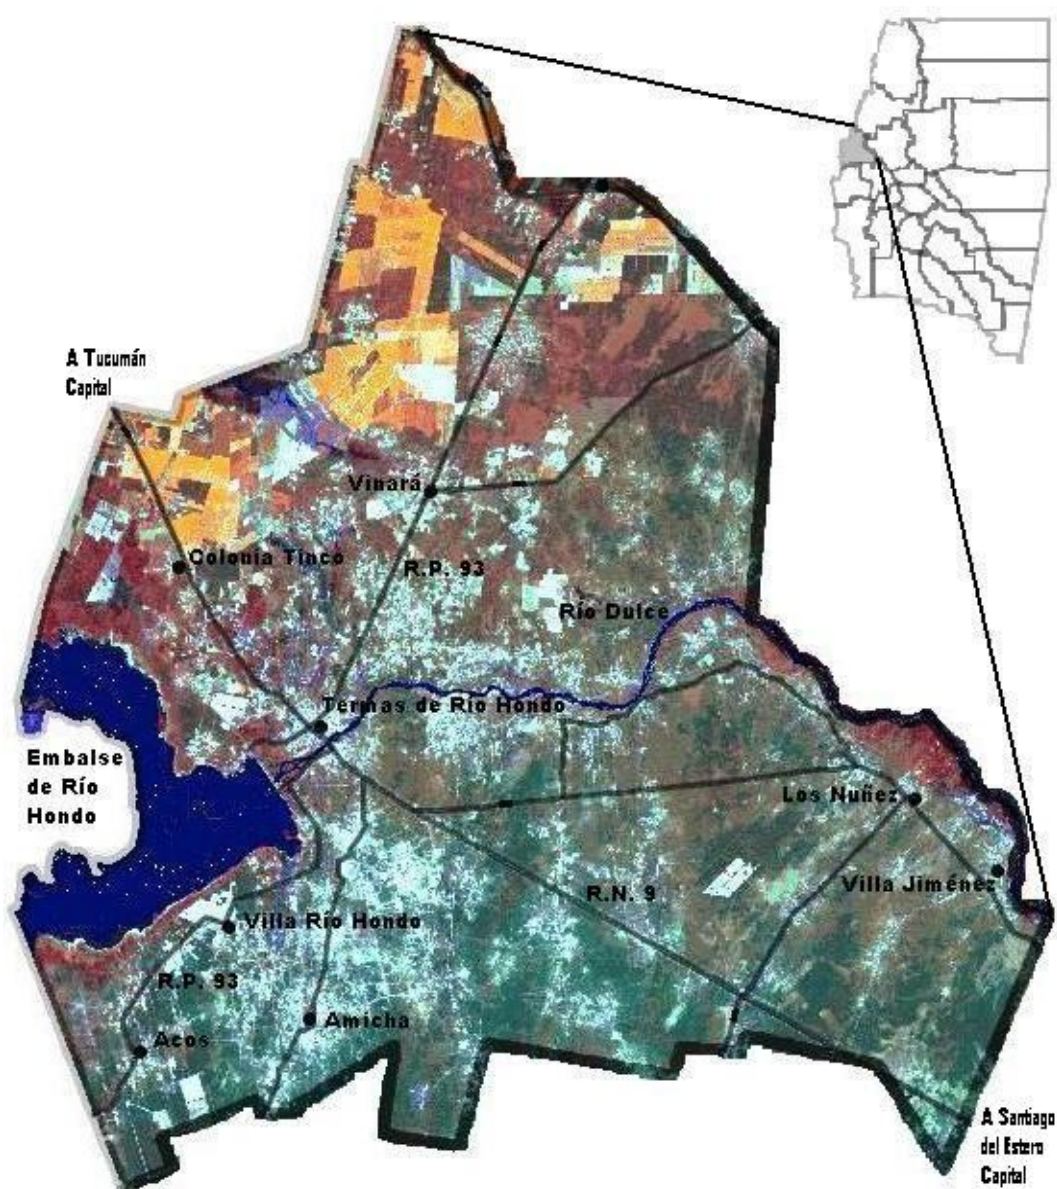 A Tucumán
Capital
Vinará
Colonia Tinco
R.P. 93
Río Dulce
Termas de Río Hondo
Embalse
de Río
Hondo
Los Nuñez
Villa Jiménez
R.N. 9
Villa Río Hondo
R.P. 93
Amicha
Acos
A Santiago
del Estero
Capital